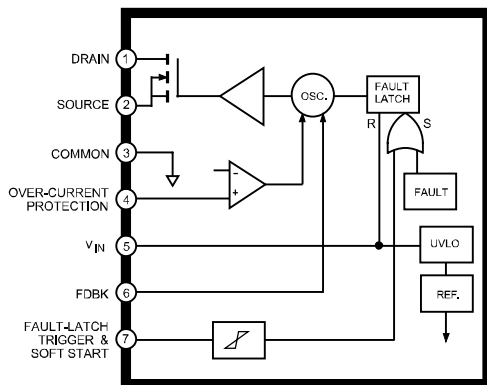 DRAIN
1
SOURCE
2
COMMON
3
OVER-CURRENT
PROTECTION
4
VIN
5
FDBK
6
FAULT-LATCH
TRIGGER &
SOFT START
7
OSC.
FAULT
LATCH
R
S
FAULT
UVLO
REF.
−
+